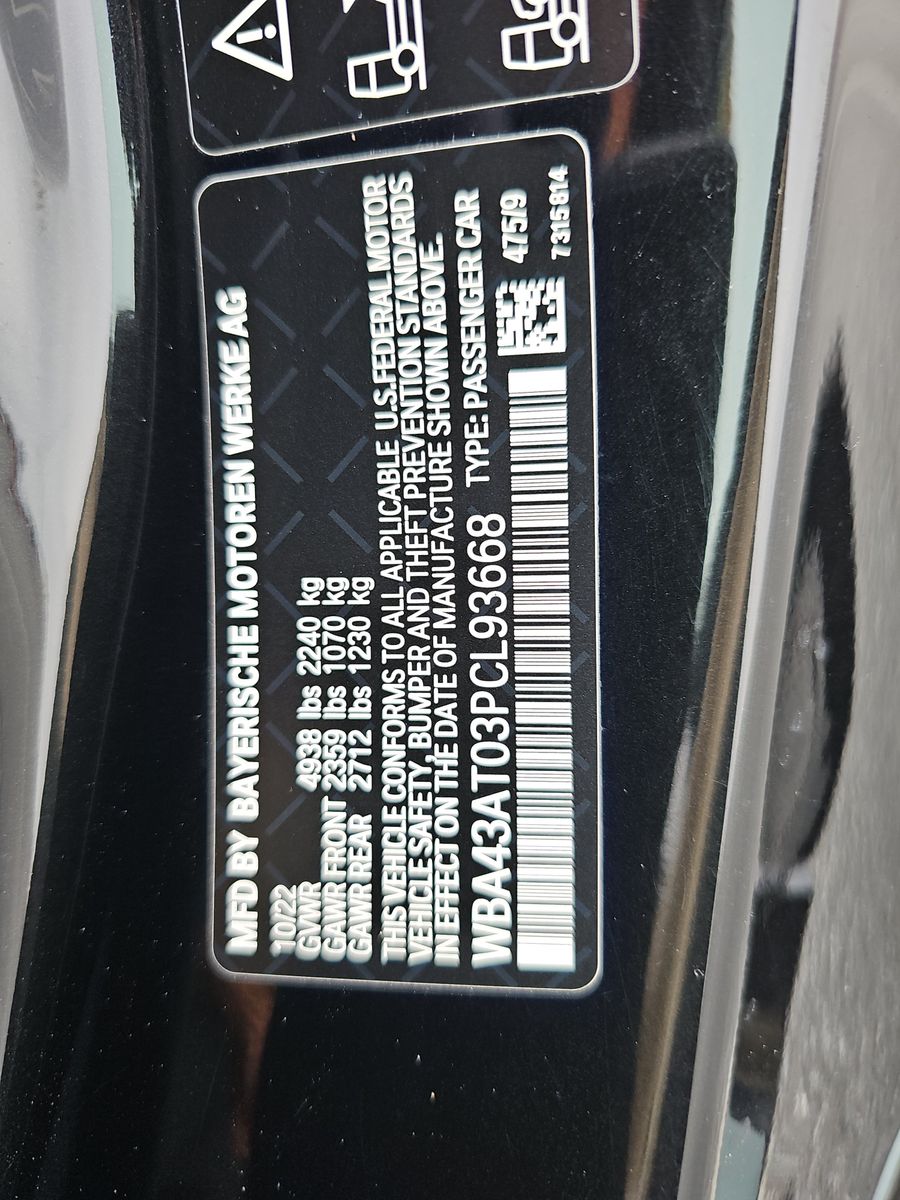 MFD BY BAYERISCHE MOTOREN WERKE AG
10/22
GVWR 4938 lbs 2240 kg
GAWR FRONT 2359 lbs 1070 kg
GAWR REAR 2712 lbs 1230 kg
THIS VEHICLE CONFORMS TO ALL APPLICABLE U.S.FEDERAL MOTOR
VEHICLE SAFETY, BUMPER AND THEFT PREVENTION STANDARDS
IN EFFECT ON THE DATE OF MANUFACTURE SHOWN ABOVE.
WBA43AT03PCL93668 TYPE: PASSENGER CAR
475/9
7315814